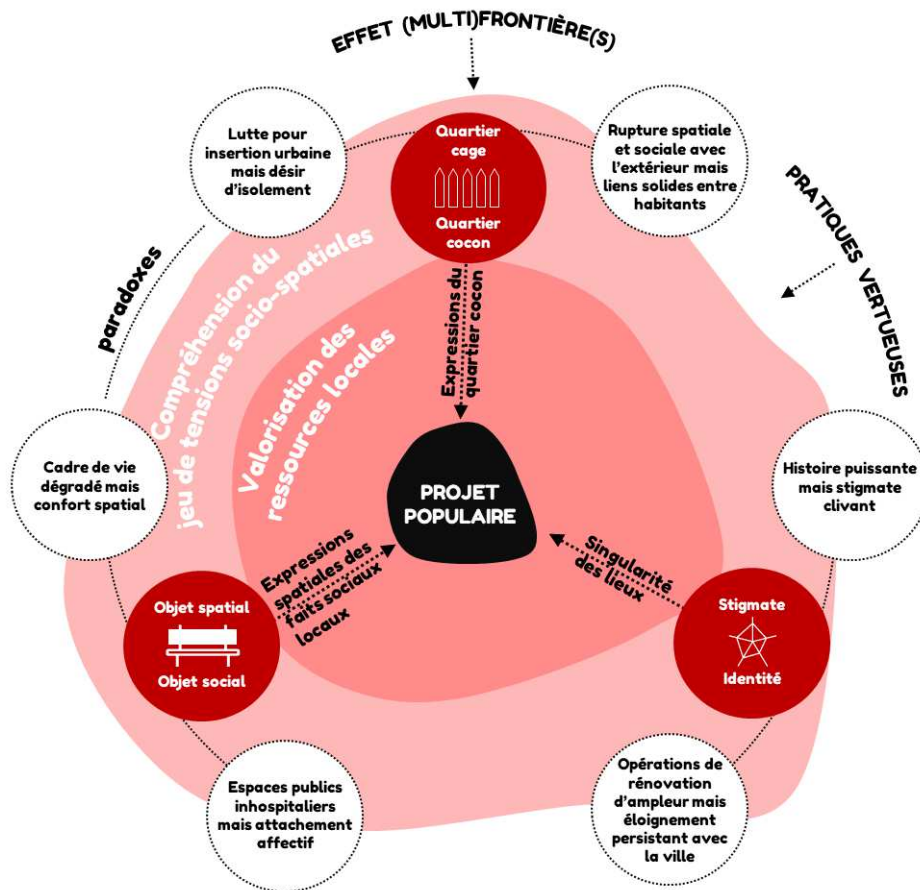 EFFET (MULTI)FRONTIÈRE(S)
Lutte pour
insertion urbaine
mais désir
d'isolement
Quartier
cage
Quartier
cocon
Rupture spatiale
et sociale avec
l'extérieur mais
liens solides entre
habitants
PRATIQUES VERTUEUSES
paradoxes
Compréhension du
jeu de tensions socio-spatiales
Valorisation des
ressources locales
Expressions du
quartier cocon
Cadre de vie
dégradé mais
confort spatial
PROJET
POPULAIRE
Histoire puissante
mais stigmate
clivant
Expressions
spatiales des
faits sociaux
locaux
Singularité
des lieux
Objet spatial
Objet social
Stigmate
Identité
Espaces publics
inhospitaliers
mais attachement
affectif
Opérations de
rénovation
d'ampleur mais
éloignement
persistant avec
la ville